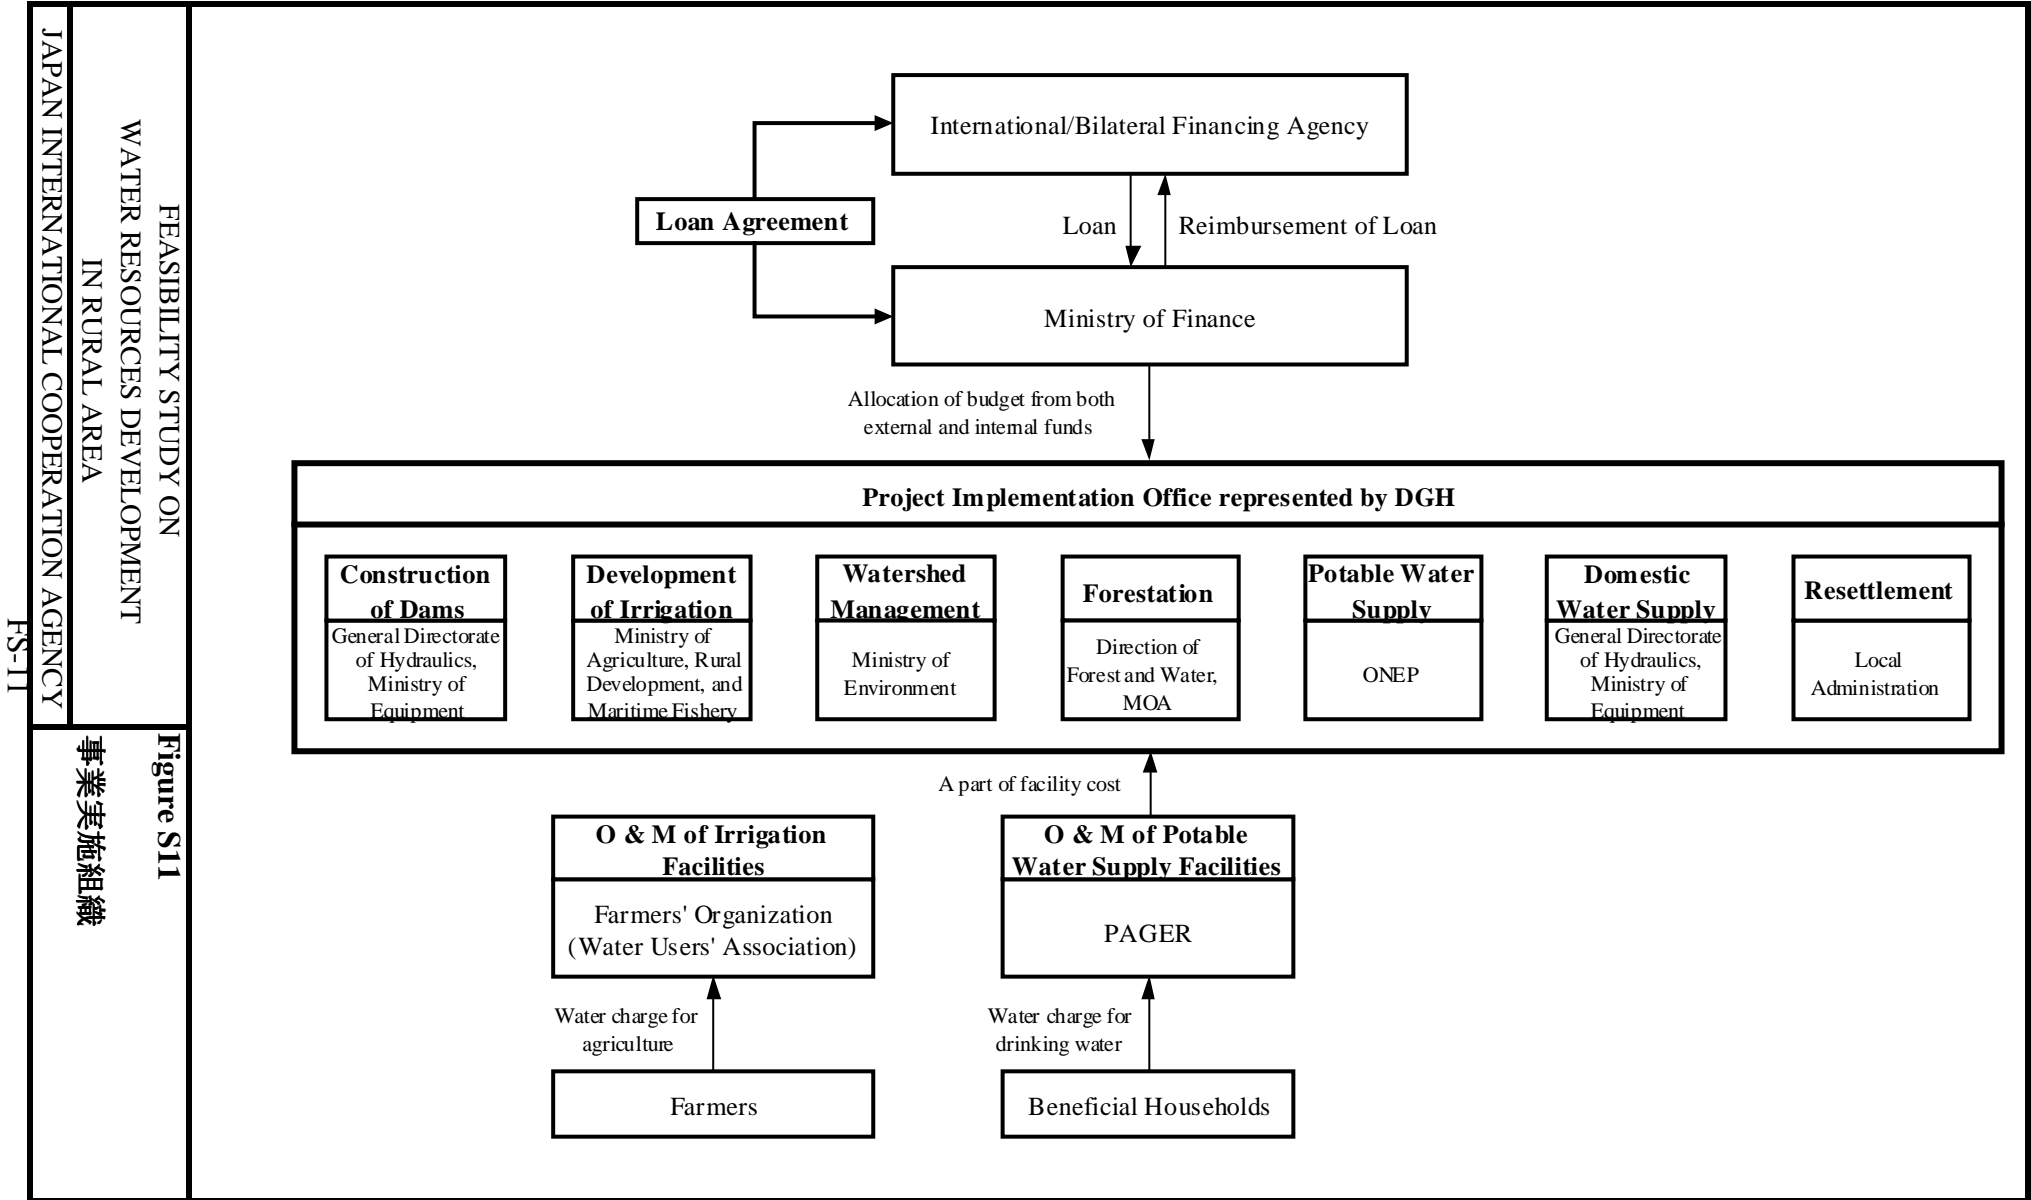 International/Bilateral Financing Agency
Loan Agreement
Loan
Reimbursement of Loan
Ministry of Finance
Allocation of budget from both
external and internal funds
Project Implementation Office represented by DGH
Construction
of Dams
General Directorate
of Hydraulics,
Ministry of
Equipment
Development
of Irrigation
Ministry of
Agriculture, Rural
Development, and
Maritime Fishery
Watershed
Management
Ministry of
Environment
Forestation
Direction of
Forest and Water,
MOA
Potable Water
Supply
ONEP
Domestic
Water Supply
General Directorate
of Hydraulics,
Ministry of
Equipment
Resettlement
Local
Administration
A part of facility cost
O & M of Irrigation
Facilities
Farmers' Organization
(Water Users' Association)
O & M of Potable
Water Supply Facilities
PAGER
Water charge for
agriculture
Water charge for
drinking water
Farmers
Beneficial Households
FEASIBILITY STUDY ON
WATER RESOURCES DEVELOPMENT
IN RURAL AREA
JAPAN INTERNATIONAL COOPERATION AGENCY
Figure S11
事業実施組織
FS-11